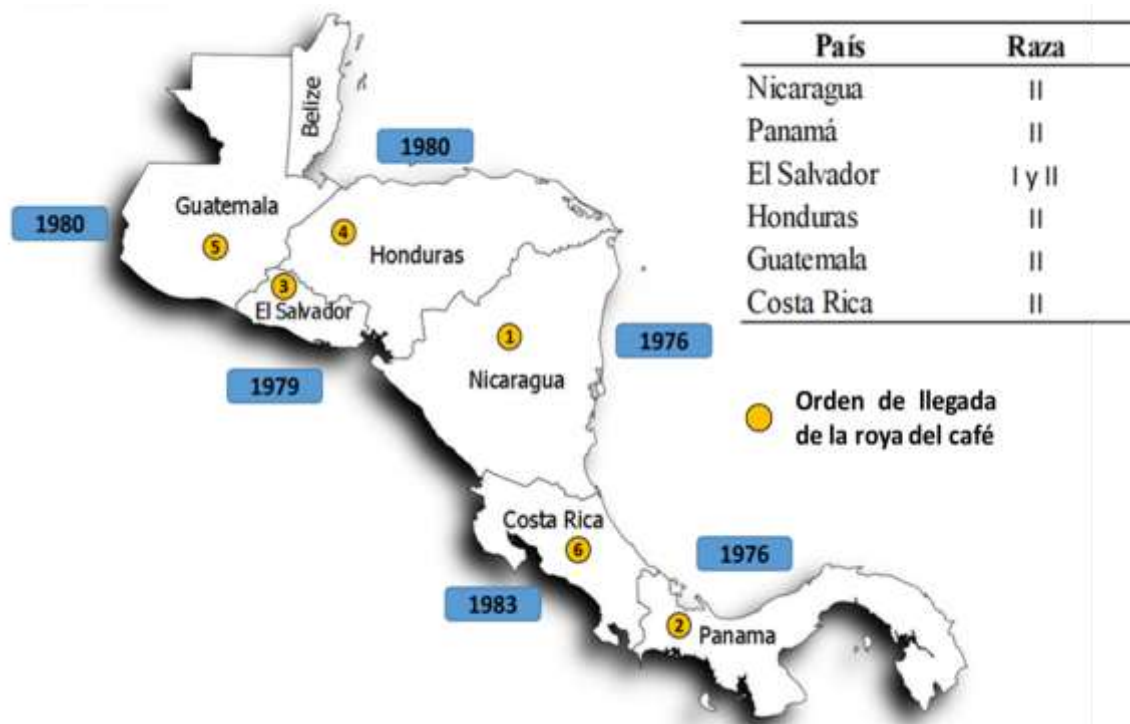 País Raza
Nicaragua II
Panamá II
El Salvador I y II
Honduras II
Guatemala II
Costa Rica II
Belize
1980
Guatemala
1980
5
4
Honduras
3
El Salvador
1
1976
Nicaragua
1979
Orden de llegada
de la roya del café
Costa Rica
6
1976
1983
2
Panama